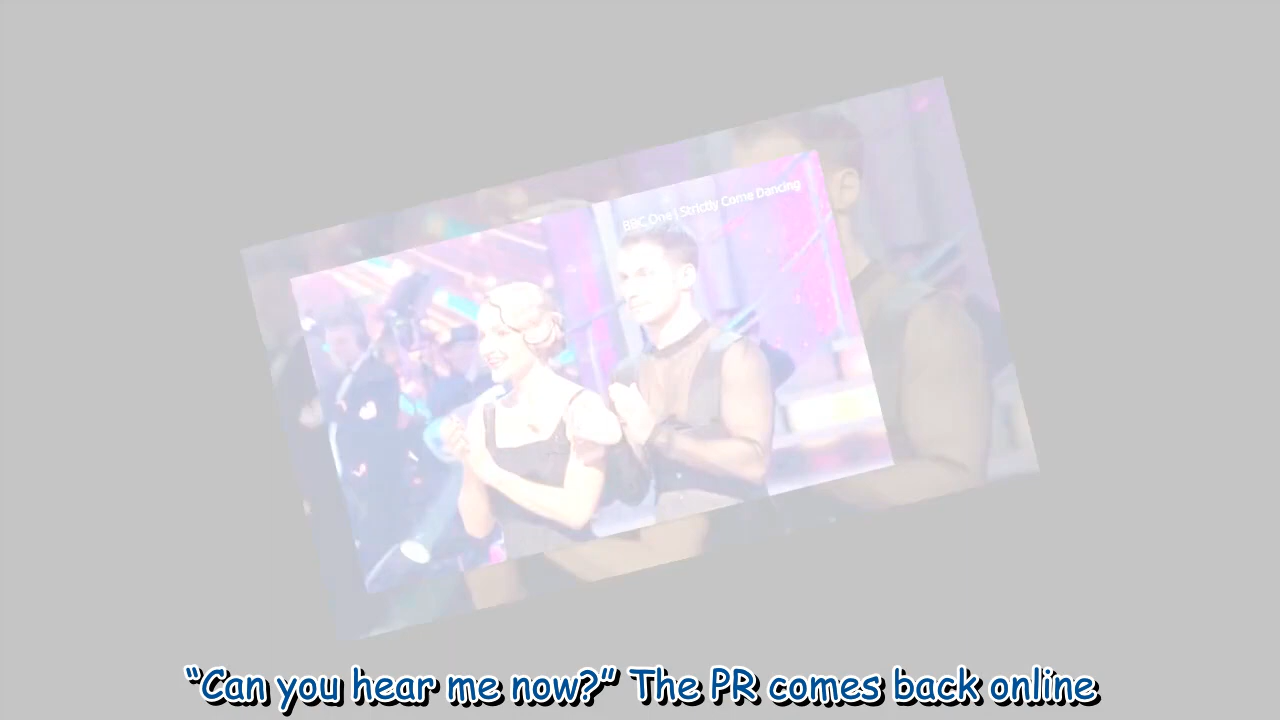 BBC One | Strictly Come Dancing
“Can you hear me now?” The PR comes back online